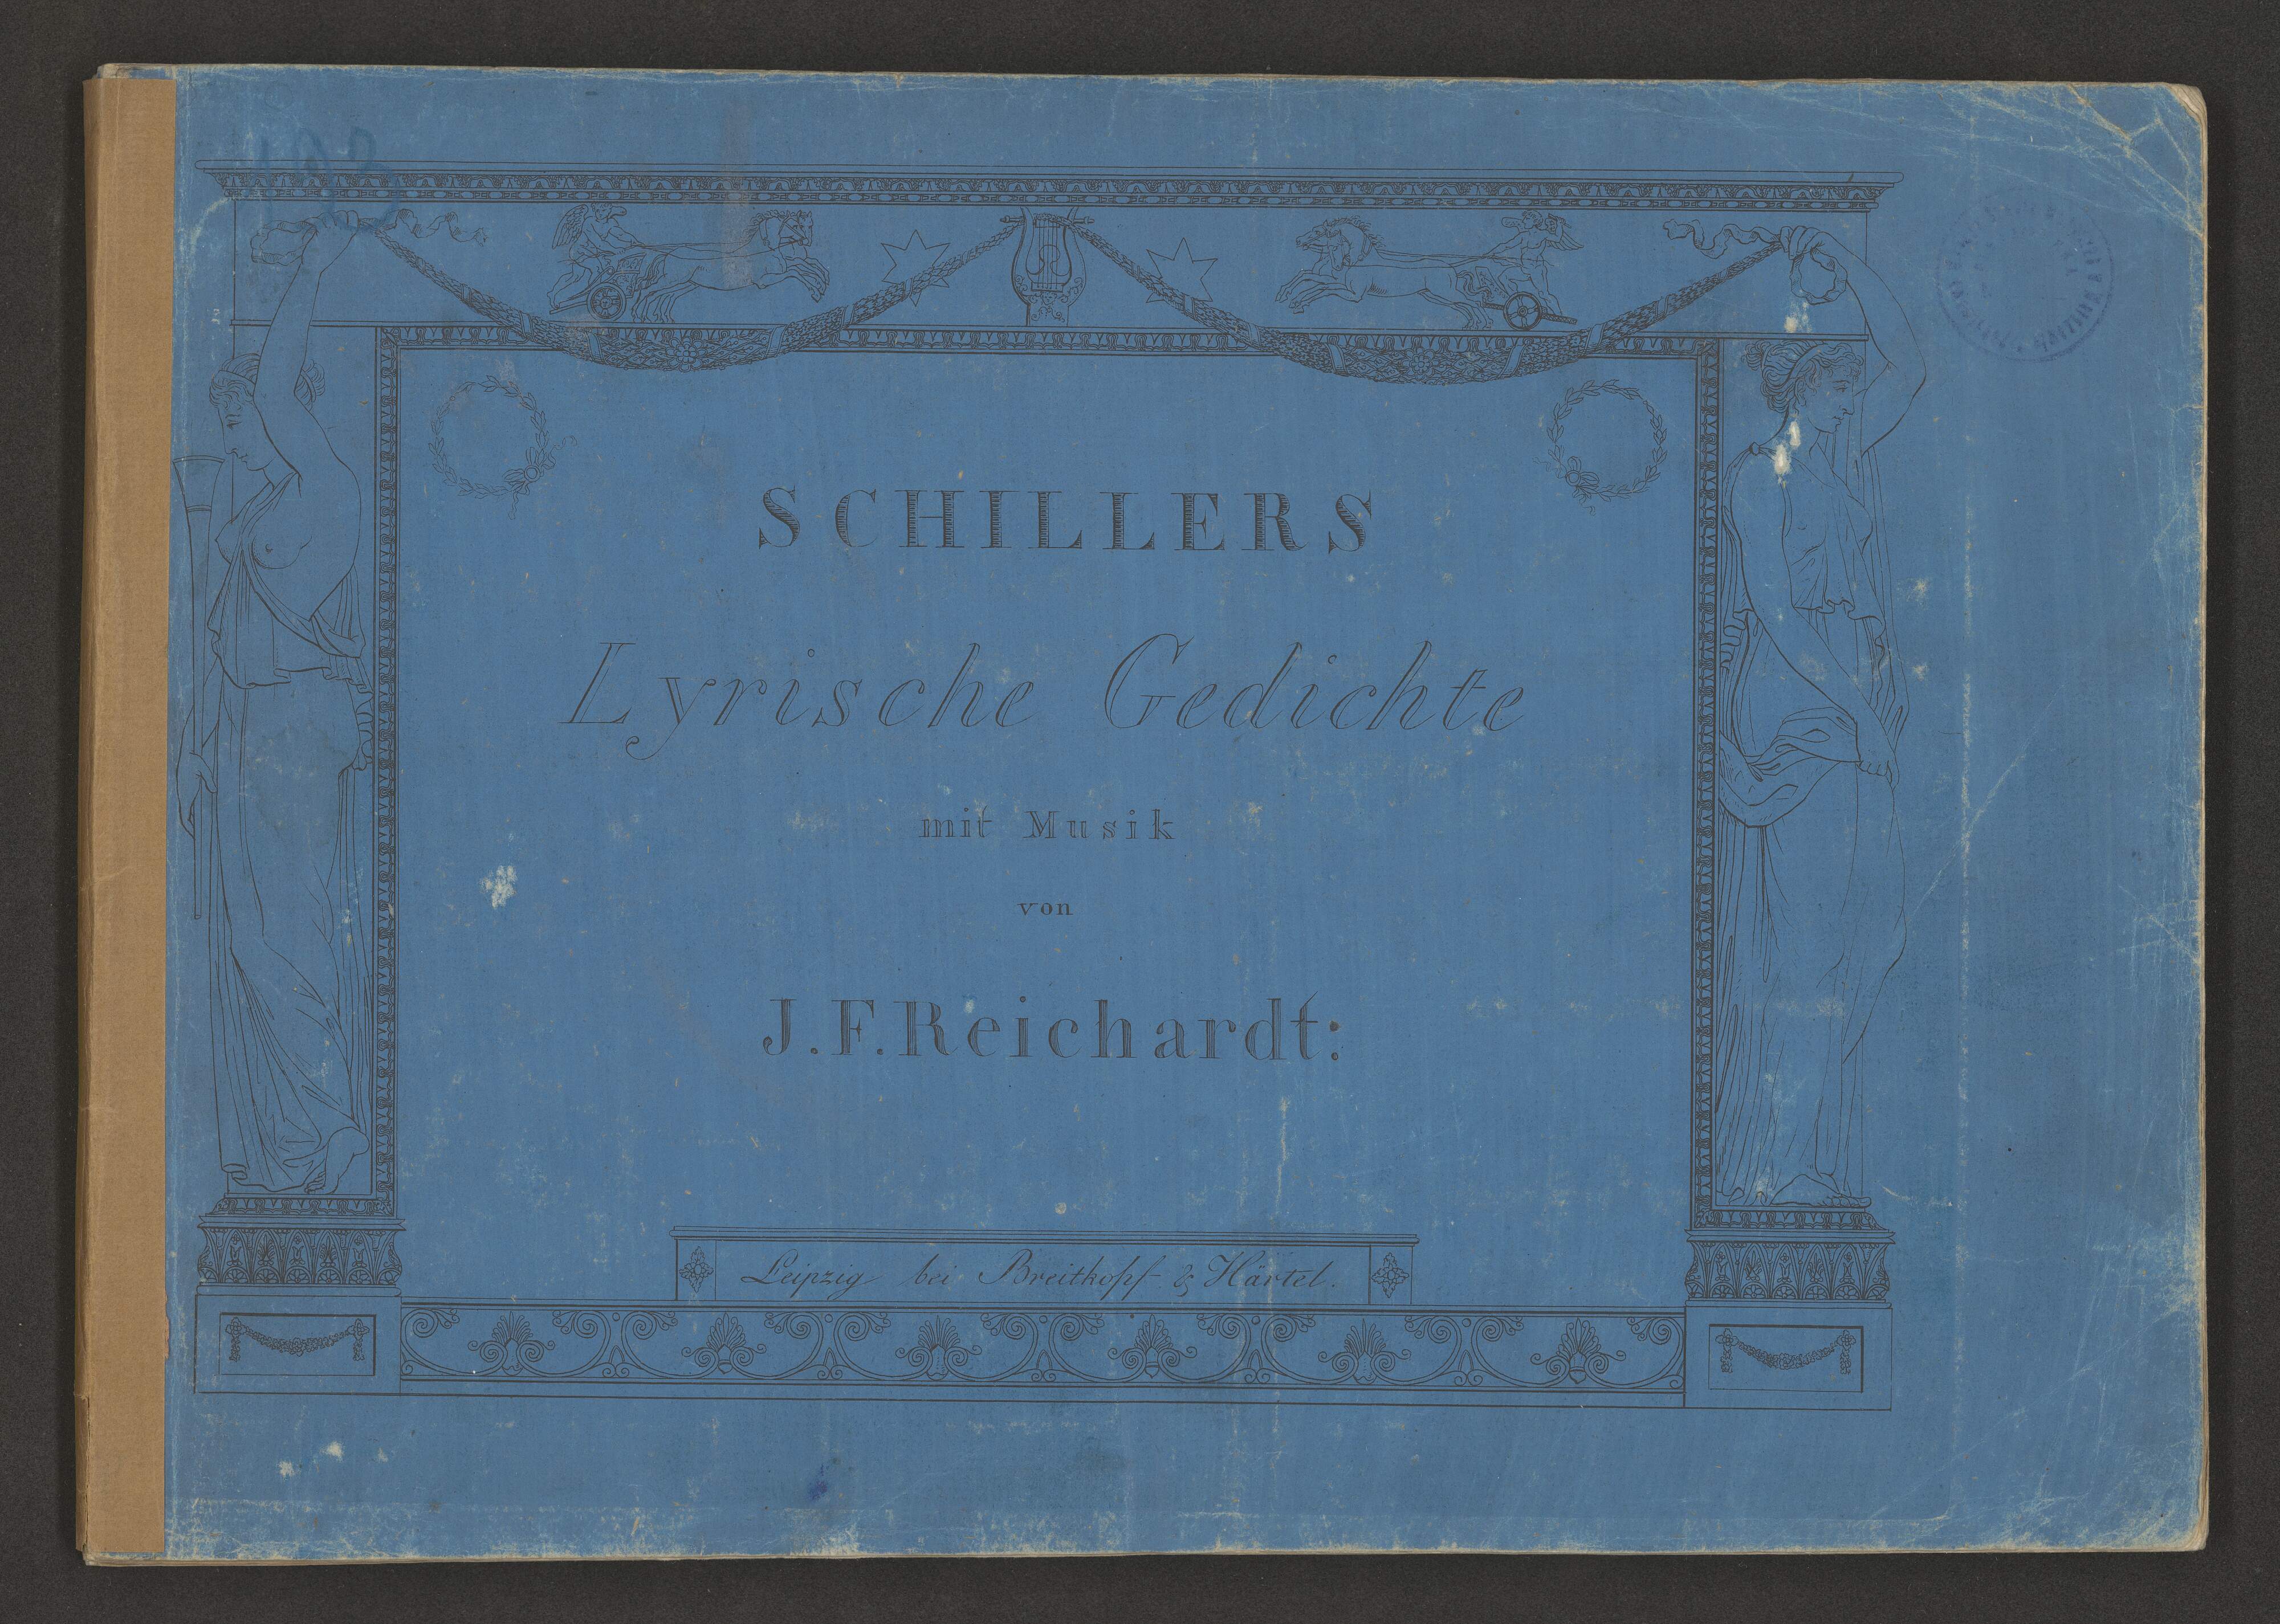 SCHILLERS
Lyrische Gedichte
mit Musik
von
J. F. Reichardt:
Leipzig bei Breitkopf & Härtel.